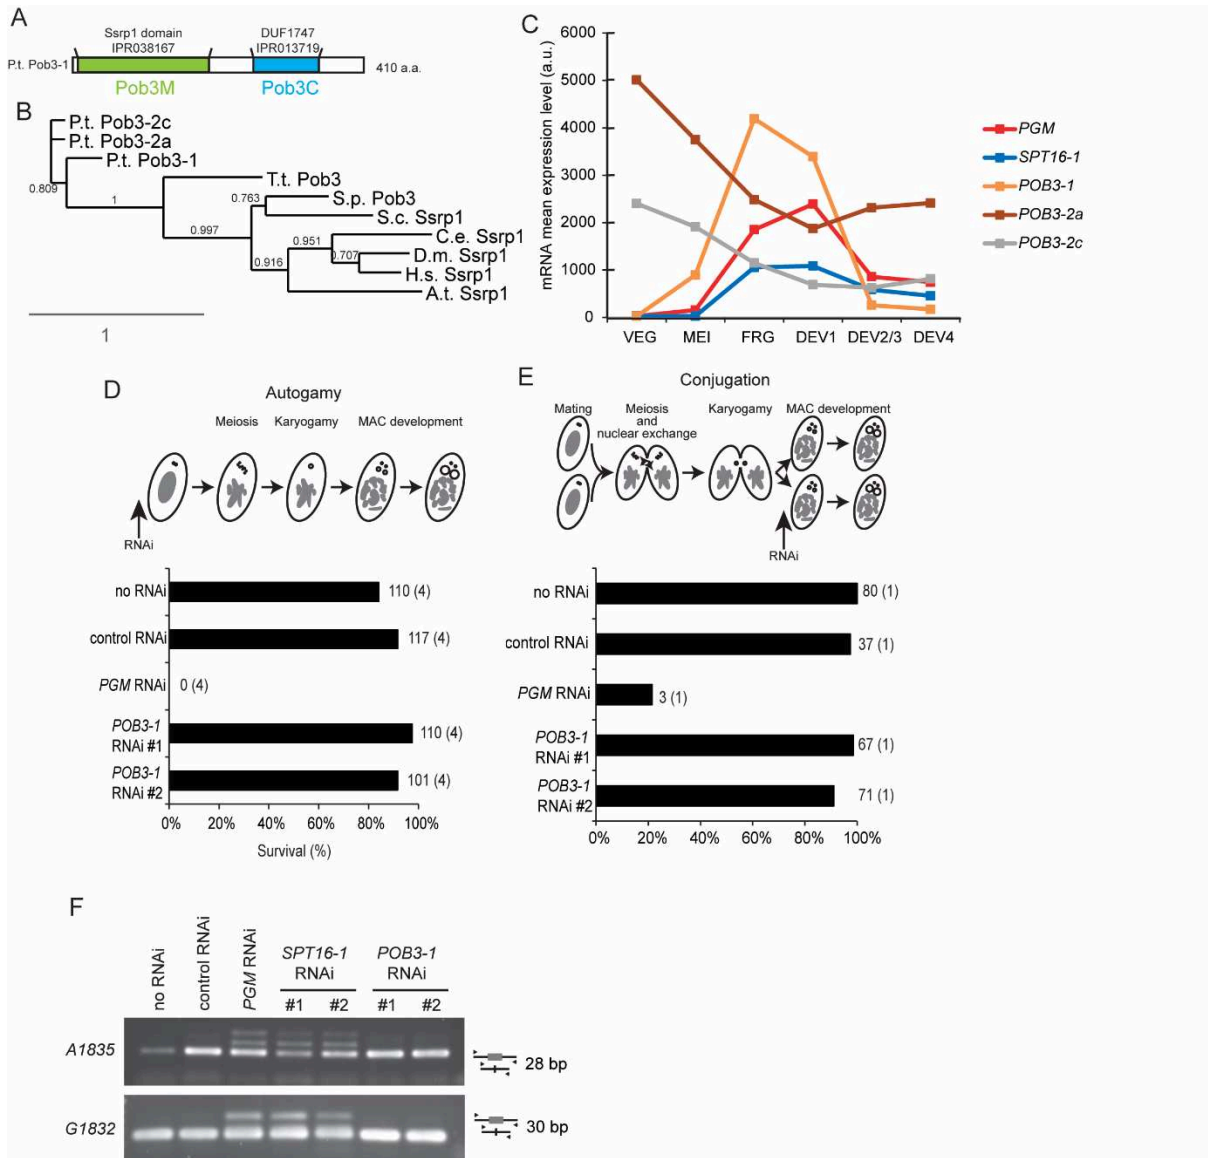 A
Ssrp1 domain
IPR038167
DUF1747
IPR013719
P.t. Pob3-1
410 a.a.
Pob3M
Pob3C
B
P.t. Pob3-2c
P.t. Pob3-2a
P.t. Pob3-1
T.t. Pob3
S.p. Pob3
S.c. Ssrp1
C.e. Ssrp1
D.m. Ssrp1
H.s. Ssrp1
A.t. Ssrp1
0.809
1
0.997
0.763
0.916
0.951
0.707
1
C
mRNA mean expression level (a.u.)
6000
5000
4000
3000
2000
1000
0
VEG MEI FRG DEV1 DEV2/3 DEV4
PGM
SPT16-1
POB3-1
POB3-2a
POB3-2c
D
Autogamy
Meiosis Karyogamy MAC development
RNAi
no RNAi
110 (4)
control RNAi
117 (4)
PGM RNAi
0 (4)
POB3-1
RNAi #1
110 (4)
POB3-1
RNAi #2
101 (4)
0% 20% 40% 60% 80% 100%
Survival (%)
E
Conjugation
Mating
Meiosis
and
nuclear exchange
Karyogamy
MAC development
RNAi
no RNAi
80 (1)
control RNAi
37 (1)
PGM RNAi
3 (1)
POB3-1
RNAi #1
67 (1)
POB3-1
RNAi #2
71 (1)
0% 20% 40% 60% 80% 100%
F
no RNAi
control RNAi
PGM RNAi
SPT16-1
RNAi
POB3-1
RNAi
#1 #2 #1 #2
A1835
28 bp
G1832
30 bp